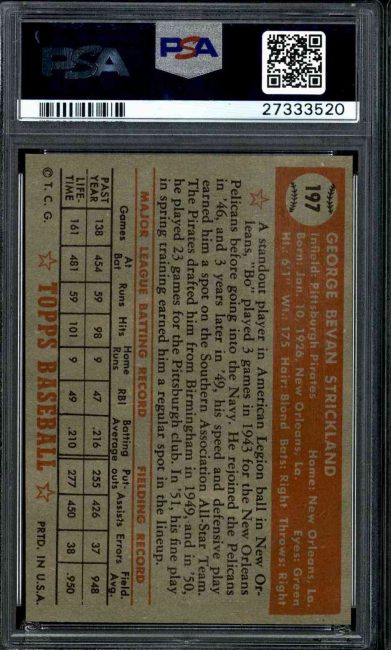 PSA
PSA
27333520
197
GEORGE BEVAN STRICKLAND
Infield: Pittsburgh Pirates Home: New Orleans, La.
Born: Jan. 10, 1926, New Orleans, La. Eyes: Green
Ht.: 6'1" Wt.: 175 Hair: Blond Bats: Right Throws: Right
A standout player in American Legion ball in New Or-
leans, "Bo" played 3 games in 1943 for the New Orleans
Pelicans before going into the Navy. He rejoined the Pelicans
in '46, and 3 years later in '49, his speed and defensive play
earned him a spot on the Southern Association All-Star Team.
The Pirates drafted him from Birmingham in 1949, and in '50,
he played 23 games for the Pittsburgh club. In '51, his fine play
in spring training earned him a regular spot in the lineup.
MAJOR LEAGUE BATTING RECORD FIELDING RECORD
Games At Bat Runs Hits Home Runs RBI Batting Average Put-outs Assists Errors Field. Avg.
PAST YEAR 138 454 59 98 9 47 .216 255 426 37 .948
LIFE-TIME 161 481 59 101 9 49 .210 277 450 38 .950
© T. C. G. TOPPS BASEBALL PRTD. IN U.S.A.